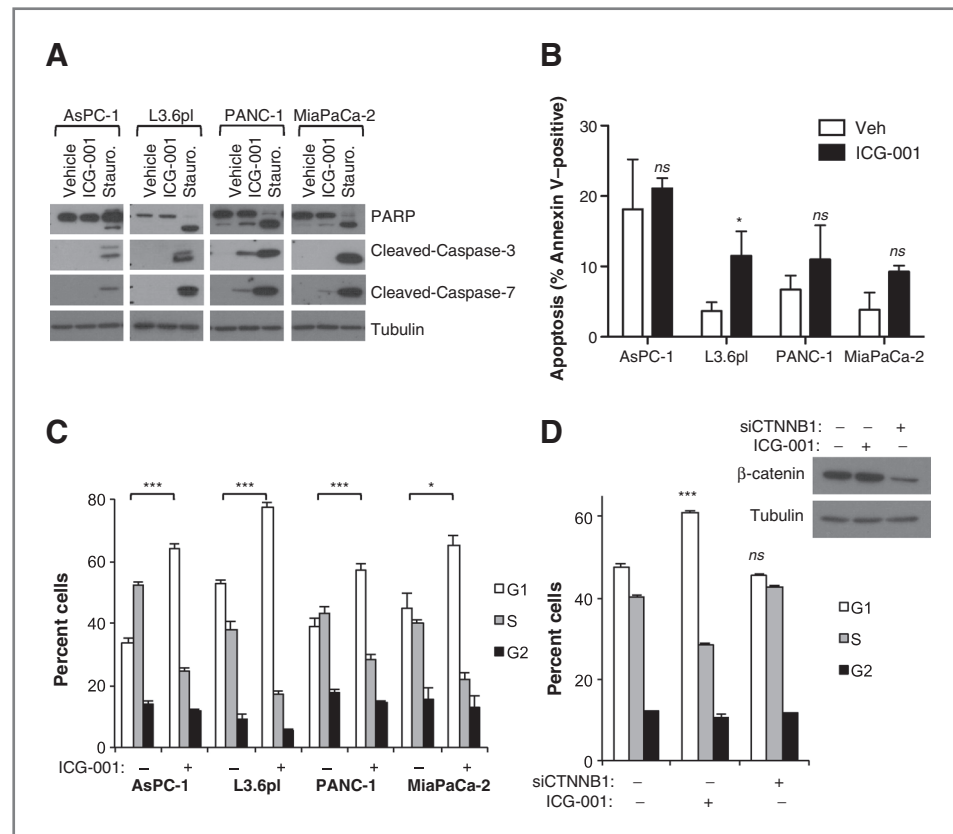 A
AsPC-1 L3.6pl PANC-1 MiaPaCa-2
Vehicle ICG-001 Stauro. Vehicle ICG-001 Stauro. Vehicle ICG-001 Stauro. Vehicle ICG-001 Stauro.
PARP
Cleaved-Caspase-3
Cleaved-Caspase-7
Tubulin
B
Apoptosis (% Annexin V–positive)
30
20
10
0
Veh
ICG-001
ns * ns ns
AsPC-1 L3.6pl PANC-1 MiaPaCa-2
C
Percent cells
80
60
40
20
0
*** *** *** *
G1
S
G2
ICG-001: – + – + – + – +
AsPC-1 L3.6pl PANC-1 MiaPaCa-2
D
siCTNNB1: – – +
ICG-001: – + –
β-catenin
Tubulin
Percent cells
60
40
20
0
***
ns
G1
S
G2
siCTNNB1: – – +
ICG-001: – + –